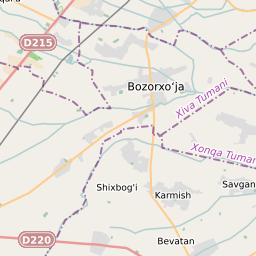 D215
Bozorxo‘ja
Xiva Tumani
Xonqa Tuman
Shixbog'i
Karmish
Savgan
D220
Bevatan